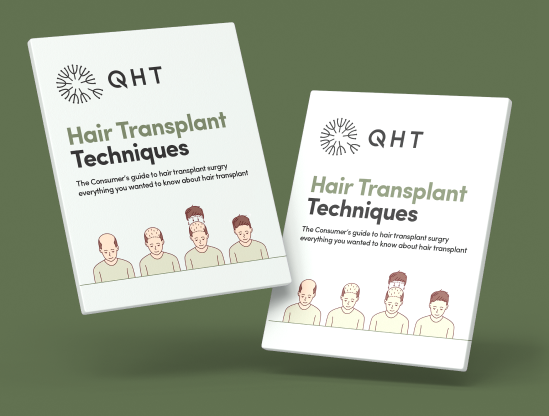 QHT
Hair Transplant
Techniques
The Consumer's guide to hair transplant surgry
everything you wanted to know about hair transplant
QHT
Hair Transplant
Techniques
The Consumer's guide to hair transplant surgry
everything you wanted to know about hair transplant